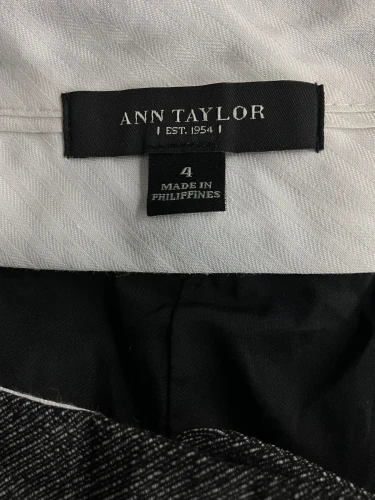 ANN TAYLOR
| EST. 1954 |
4
MADE IN
PHILIPPINES